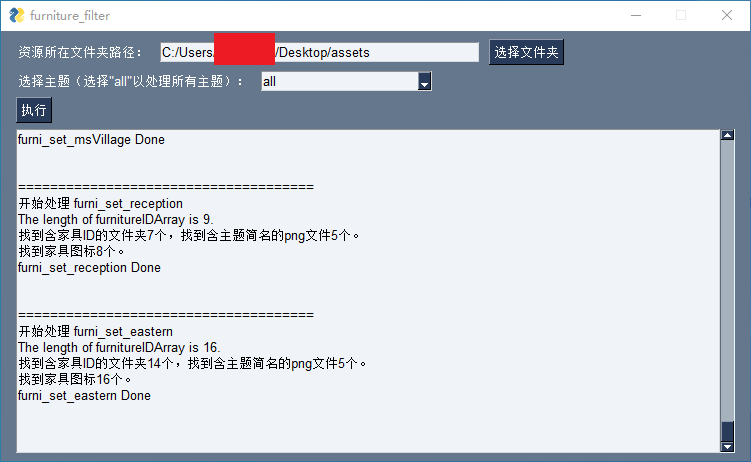 furniture_filter
资源所在文件夹路径： C:/Users/ /Desktop/assets 选择文件夹
选择主题（选择"all"以处理所有主题）： all
执行
furni_set_msVillage Done
=====================================
开始处理 furni_set_reception
The length of furnitureIDArray is 9.
找到含家具ID的文件夹7个，找到含主题简名的png文件5个。
找到家具图标8个。
furni_set_reception Done
=====================================
开始处理 furni_set_eastern
The length of furnitureIDArray is 16.
找到含家具ID的文件夹14个，找到含主题简名的png文件5个。
找到家具图标16个。
furni_set_eastern Done